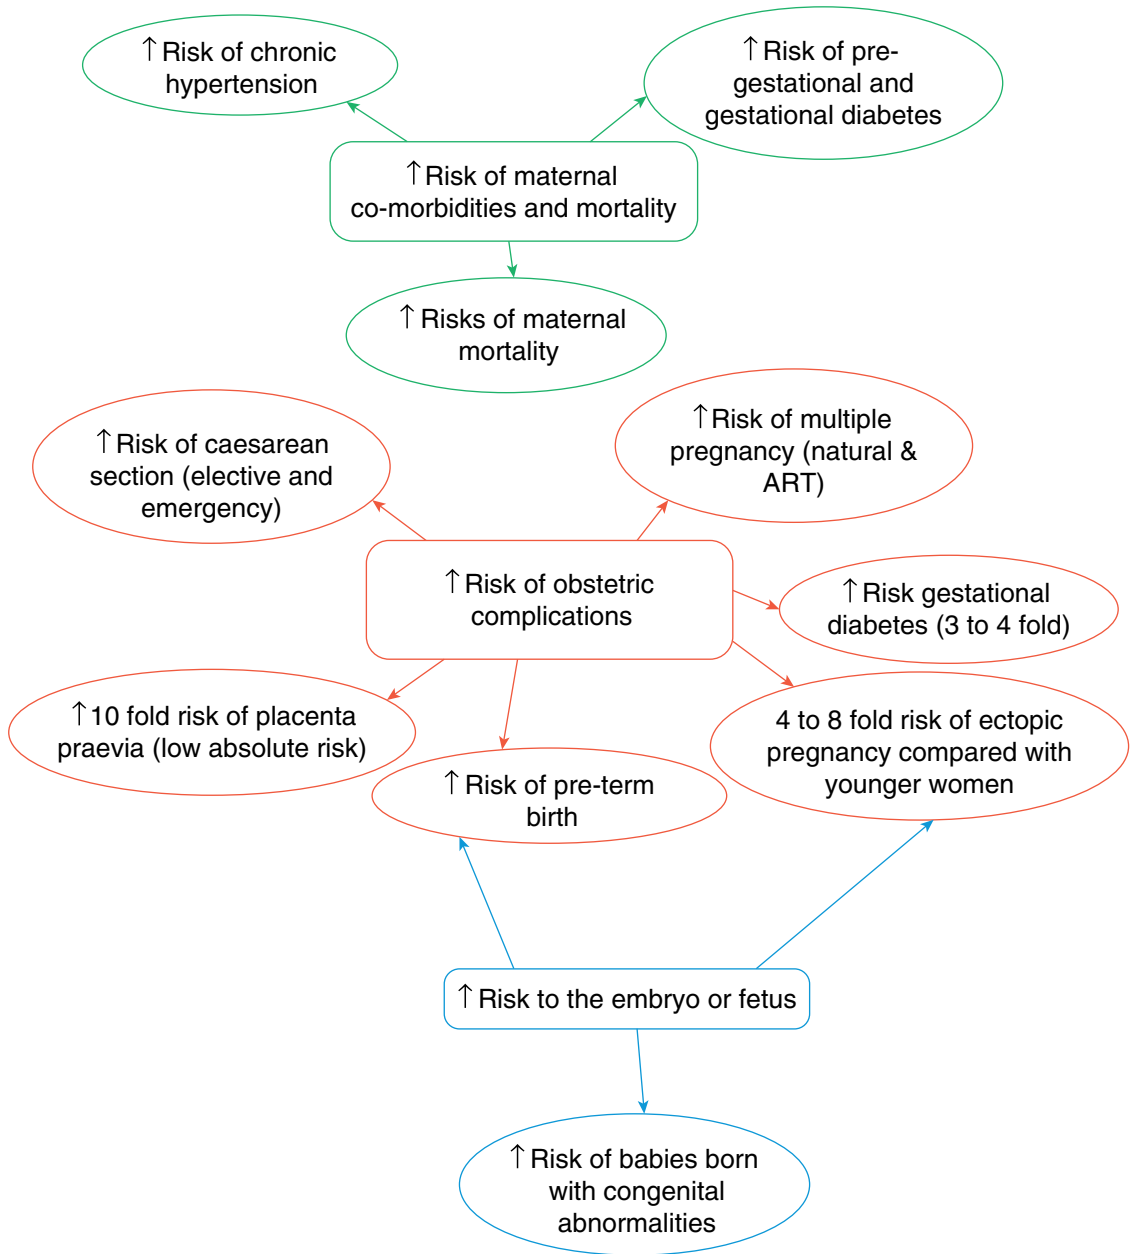 ↑Risk of chronic
hypertension
↑Risk of pre-
gestational and
gestational diabetes
↑Risk of maternal
co-morbidities and mortality
↑Risks of maternal
mortality
↑Risk of caesarean
section (elective and
emergency)
↑Risk of multiple
pregnancy (natural &
ART)
↑Risk of obstetric
complications
↑Risk gestational
diabetes (3 to 4 fold)
↑10 fold risk of placenta
praevia (low absolute risk)
↑Risk of pre-term
birth
4 to 8 fold risk of ectopic
pregnancy compared with
younger women
↑Risk to the embryo or fetus
↑Risk of babies born
with congenital
abnormalities